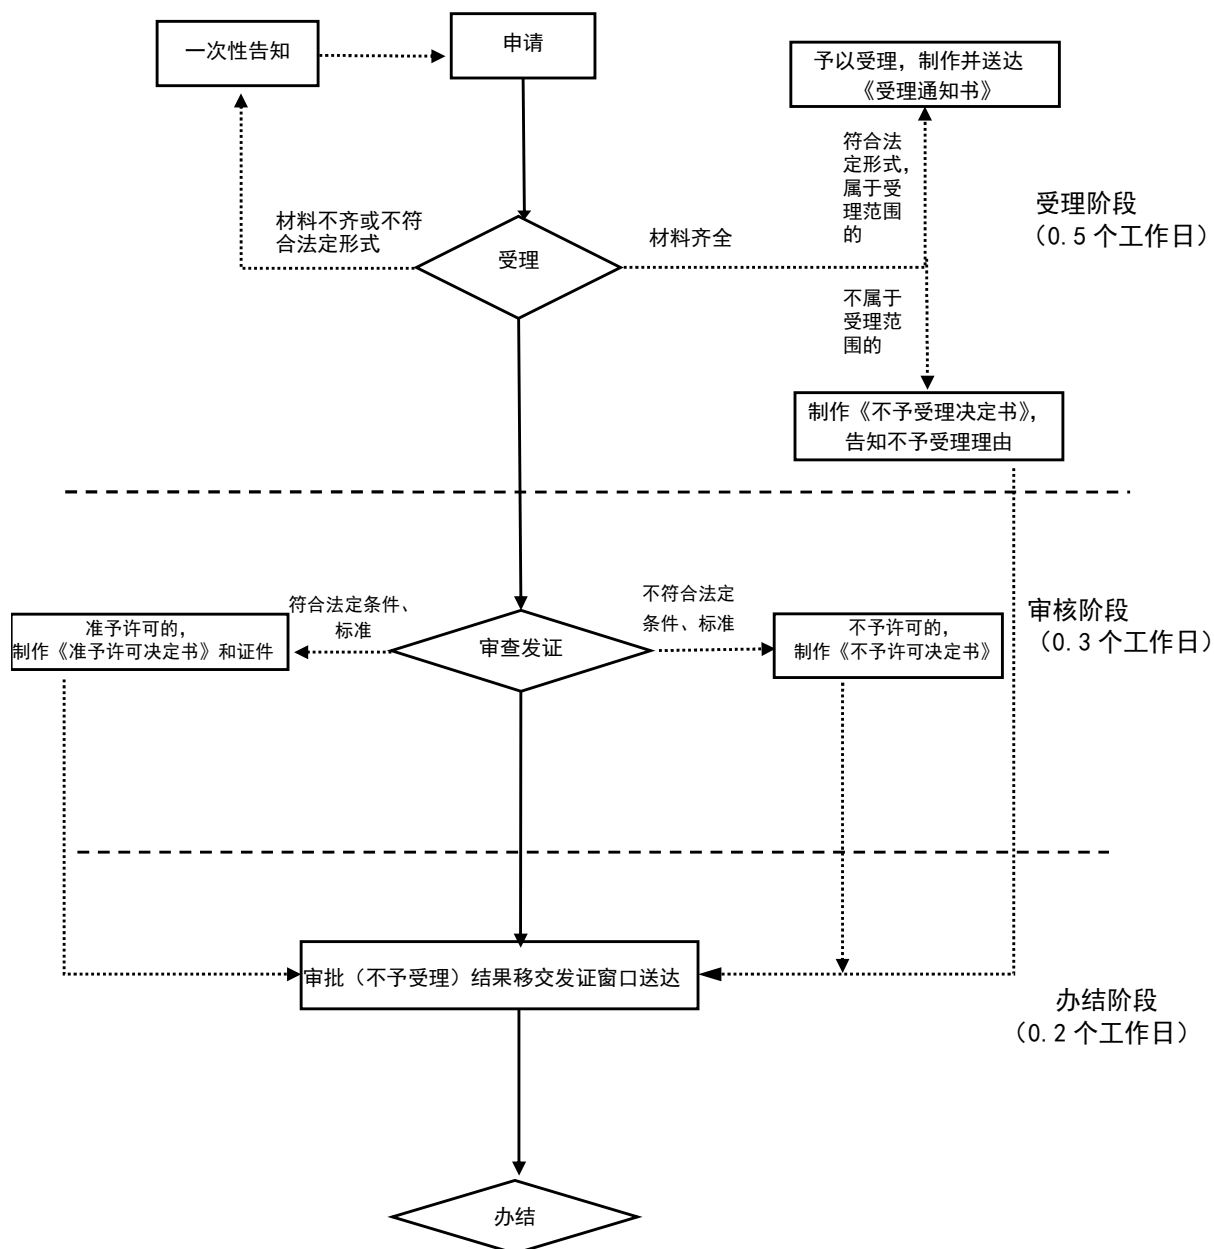 一次性告知
申请
予以受理，制作并送达
《受理通知书》
符合法
定形式，
属于受
理范围
的
受理阶段
（0.5个工作日）
材料不齐或不符
合法定形式
受理
材料齐全
不属于
受理范
围的
制作《不予受理决定书》，
告知不予受理理由
符合法定条件、
标准
不符合法定
条件、标准
准予许可的，
制作《准予许可决定书》和证件
审查发证
不予许可的，
制作《不予许可决定书》
审核阶段
（0.3个工作日）
审批（不予受理）结果移交发证窗口送达
办结阶段
（0.2个工作日）
办结